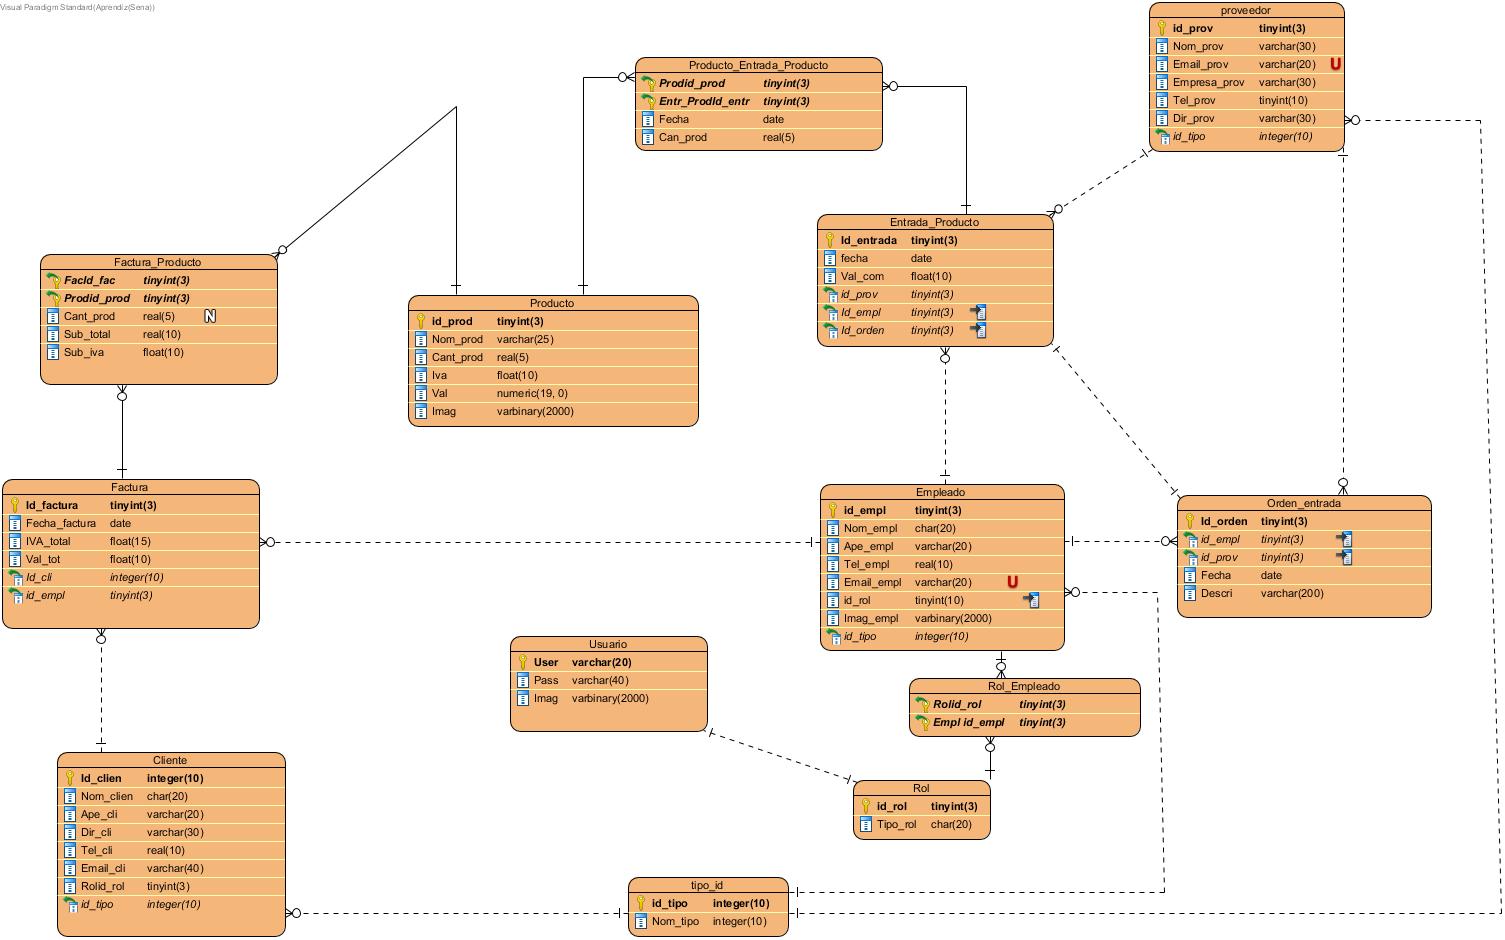 Visual Paradigm Standard(Aprendiz(Sena))
proveedor
id_prov tinyint(3)
Nom_prov varchar(30)
Email_prov varchar(20) U
Empresa_prov varchar(30)
Tel_prov tinyint(10)
Dir_prov varchar(30)
id_tipo integer(10)
Producto_Entrada_Producto
Prodid_prod tinyint(3)
Entr_ProdId_entr tinyint(3)
Fecha date
Can_prod real(5)
Entrada_Producto
Id_entrada tinyint(3)
fecha date
Val_com float(10)
id_prov tinyint(3)
Id_empl tinyint(3)
Id_orden tinyint(3)
Factura_Producto
FacId_fac tinyint(3)
Prodid_prod tinyint(3)
Cant_prod real(5) N
Sub_total real(10)
Sub_iva float(10)
Producto
id_prod tinyint(3)
Nom_prod varchar(25)
Cant_prod real(5)
Iva float(10)
Val numeric(19, 0)
Imag varbinary(2000)
Factura
Id_factura tinyint(3)
Fecha_factura date
IVA_total float(15)
Val_tot float(10)
Id_cli integer(10)
id_empl tinyint(3)
Empleado
id_empl tinyint(3)
Nom_empl char(20)
Ape_empl varchar(20)
Tel_empl real(10)
Email_empl varchar(20) U
id_rol tinyint(10)
Imag_empl varbinary(2000)
id_tipo integer(10)
Orden_entrada
Id_orden tinyint(3)
id_empl tinyint(3)
id_prov tinyint(3)
Fecha date
Descri varchar(200)
Usuario
User varchar(20)
Pass varchar(40)
Imag varbinary(2000)
Rol_Empleado
Rolid_rol tinyint(3)
Empl id_empl tinyint(3)
Rol
id_rol tinyint(3)
Tipo_rol char(20)
Cliente
Id_clien integer(10)
Nom_clien char(20)
Ape_cli varchar(20)
Dir_cli varchar(30)
Tel_cli real(10)
Email_cli varchar(40)
Rolid_rol tinyint(3)
id_tipo integer(10)
tipo_id
id_tipo integer(10)
Nom_tipo integer(10)